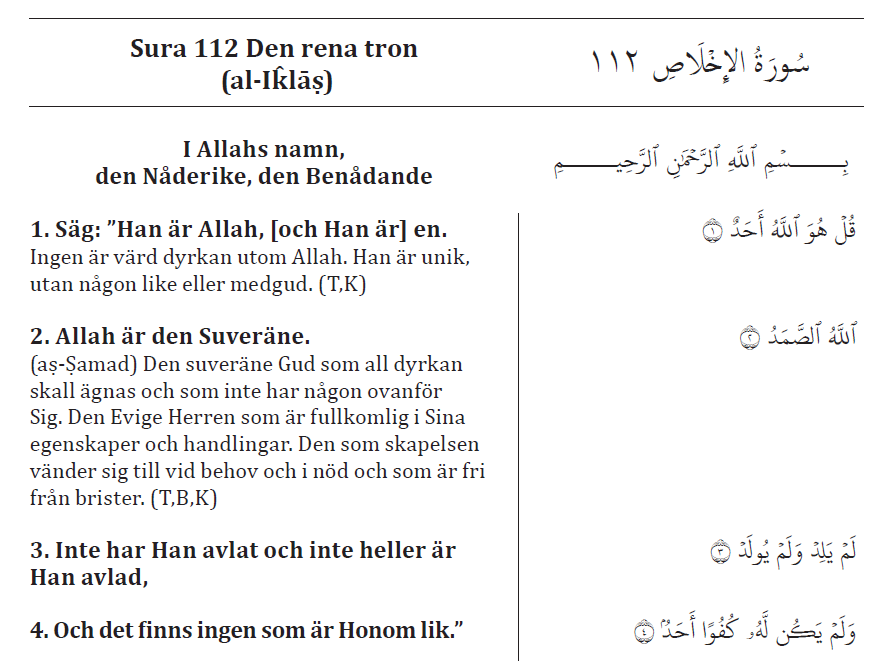 Sura 112 Den rena tron
(al-Ik̂lāṣ)
سُورَةُ الإِخْلَاصِ ١١٢
I Allahs namn,
den Nåderike, den Benådande
بِسْمِ ٱللَّهِ ٱلرَّحْمَٰنِ ٱلرَّحِيمِ
1. Säg: ”Han är Allah, [och Han är] en.
Ingen är värd dyrkan utom Allah. Han är unik,
utan någon like eller medgud. (T,K)
قُلْ هُوَ ٱللَّهُ أَحَدٌ ١
2. Allah är den Suveräne.
(aṣ-Ṣamad) Den suveräne Gud som all dyrkan
skall ägnas och som inte har någon ovanför
Sig. Den Evige Herren som är fullkomlig i Sina
egenskaper och handlingar. Den som skapelsen
vänder sig till vid behov och i nöd och som är fri
från brister. (T,B,K)
ٱللَّهُ ٱلصَّمَدُ ٢
3. Inte har Han avlat och inte heller är
Han avlad,
لَمْ يَلِدْ وَلَمْ يُولَدْ ٣
4. Och det finns ingen som är Honom lik.”
وَلَمْ يَكُن لَّهُۥ كُفُوًا أَحَدٌۢ ٤